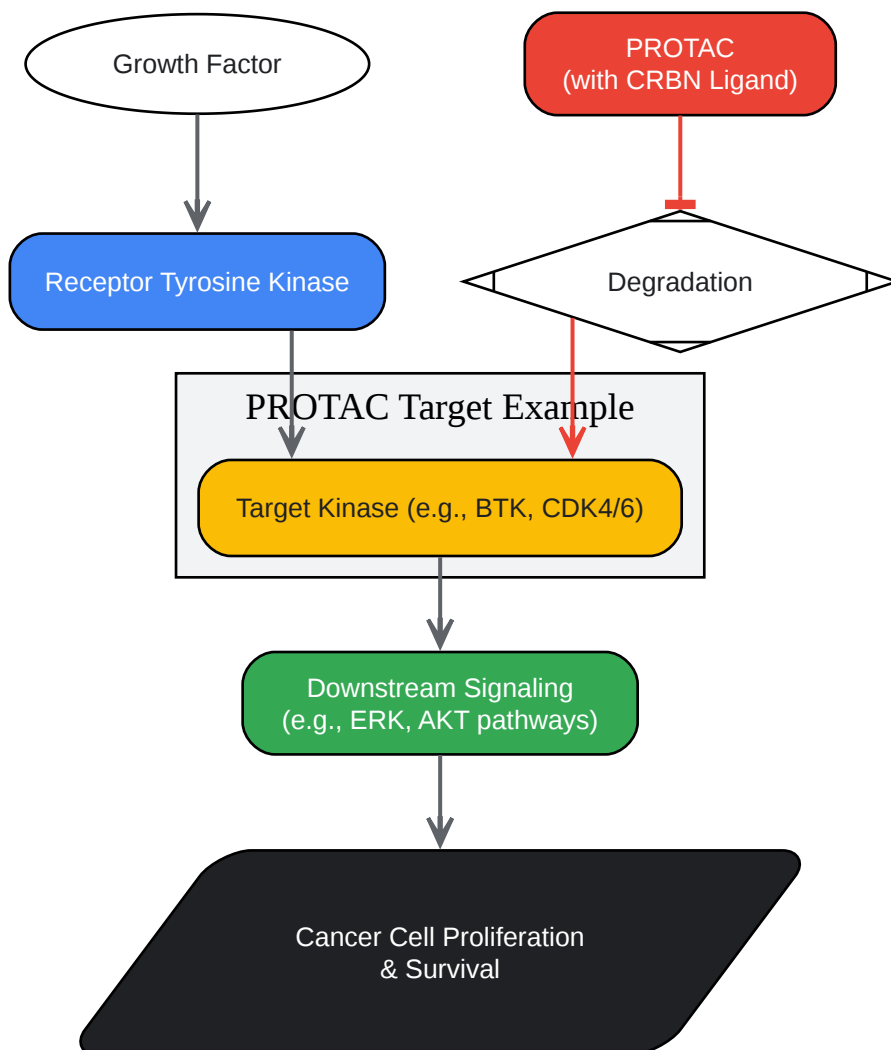 Growth Factor
PROTAC
(with CRBN Ligand)
Receptor Tyrosine Kinase
Degradation
PROTAC Target Example
Target Kinase (e.g., BTK, CDK4/6)
Downstream Signaling
(e.g., ERK, AKT pathways)
Cancer Cell Proliferation
& Survival